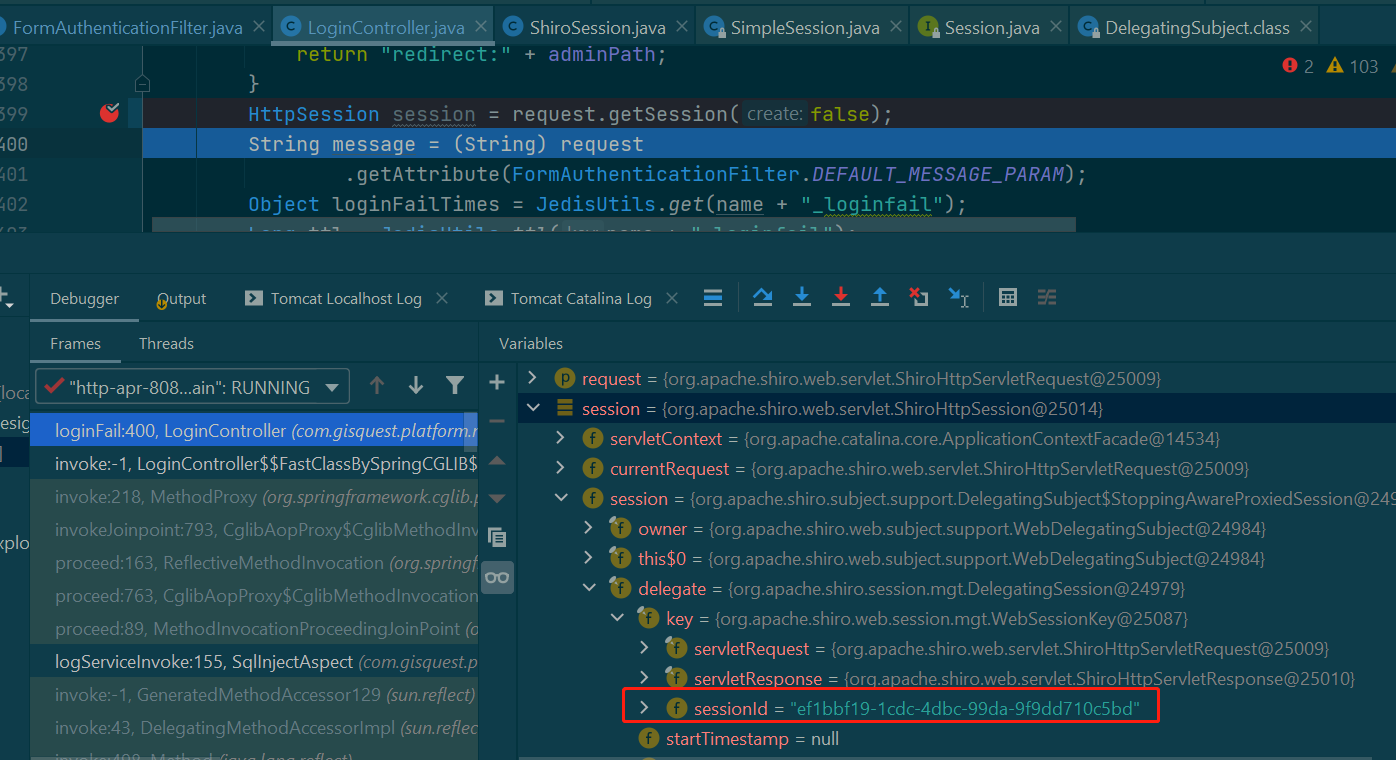 FormAuthenticationFilter.java LoginController.java ShiroSession.java SimpleSession.java Session.java DelegatingSubject.class
397 return "redirect:" + adminPath;
2 103
398 }
399 HttpSession session = request.getSession( create: false);
400 String message = (String) request
401 .getAttribute(FormAuthenticationFilter.DEFAULT_MESSAGE_PARAM);
402 Object loginFailTimes = JedisUtils.get(name + "_loginfail");
Debugger Output Tomcat Localhost Log Tomcat Catalina Log
Frames Threads Variables
"http-apr-808...ain": RUNNING
loginFail:400, LoginController (com.gisquest.platform.
invoke:-1, LoginController$$FastClassBySpringCGLIB$
invoke:218, MethodProxy (org.springframework.cglib.
invokeJoinpoint:793, CglibAopProxy$CglibMethodInv
proceed:163, ReflectiveMethodInvocation (org.springf
proceed:763, CglibAopProxy$CglibMethodInvocation
proceed:89, MethodInvocationProceedingJoinPoint (o
logServiceInvoke:155, SqlInjectAspect (com.gisquest.p
invoke:-1, GeneratedMethodAccessor129 (sun.reflect)
invoke:43, DelegatingMethodAccessorImpl (sun.reflec
invoke:498, Method (java.lang.reflect)
request = {org.apache.shiro.web.servlet.ShiroHttpServletRequest@25009}
session = {org.apache.shiro.web.servlet.ShiroHttpSession@25014}
servletContext = {org.apache.catalina.core.ApplicationContextFacade@14534}
currentRequest = {org.apache.shiro.web.servlet.ShiroHttpServletRequest@25009}
session = {org.apache.shiro.subject.support.DelegatingSubject$StoppingAwareProxiedSession@249
owner = {org.apache.shiro.web.subject.support.WebDelegatingSubject@24984}
this$0 = {org.apache.shiro.web.subject.support.WebDelegatingSubject@24984}
delegate = {org.apache.shiro.session.mgt.DelegatingSession@24979}
key = {org.apache.shiro.web.session.mgt.WebSessionKey@25087}
servletRequest = {org.apache.shiro.web.servlet.ShiroHttpServletRequest@25009}
servletResponse = {org.apache.shiro.web.servlet.ShiroHttpServletResponse@25010}
sessionId = "ef1bbf19-1cdc-4dbc-99da-9f9dd710c5bd"
startTimestamp = null